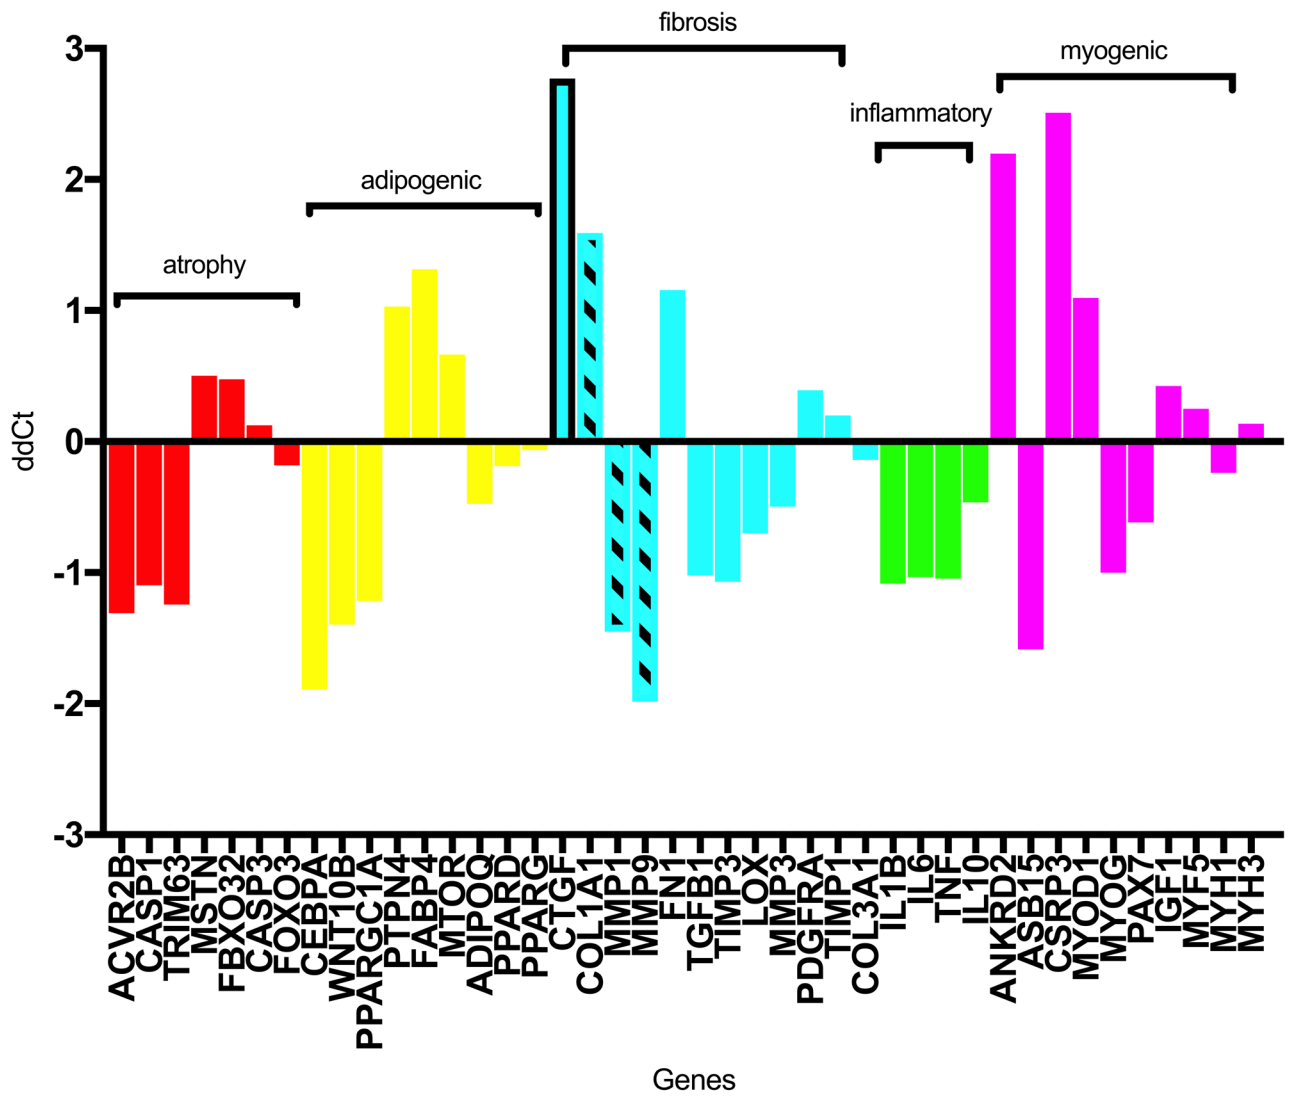 fibrosis
myogenic
inflammatory
adipogenic
atrophy
3
2
1
0
-1
-2
-3
ddCt
ACVR2B
CASP1
TRIM63
MSTN
FBXO32
CASP3
FOXO3
CEBPA
WNT10B
PPARGC1A
PTPN4
FABP4
MTOR
ADIPOQ
PPARD
PPARG
CTGF
COL1A1
MMP1
MMP9
FN1
TGFB1
TIMP3
LOX
MMP3
PDGFRA
TIMP1
COL3A1
IL1B
IL6
TNF
IL10
ANKRD2
ASB15
CSRP3
MYOD1
MYOG
PAX7
IGF1
MYF5
MYH1
MYH3
Genes